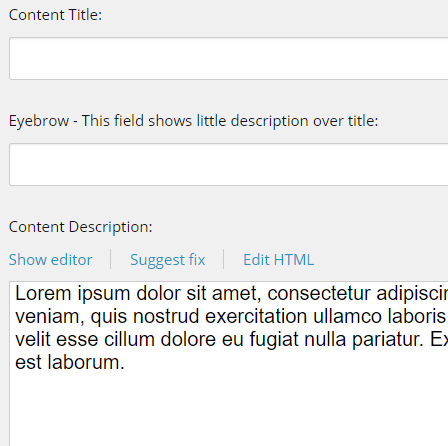 Content Title:
Eyebrow - This field shows little description over title:
Content Description:
Show editor Suggest fix Edit HTML
Lorem ipsum dolor sit amet, consectetur adipiscin
veniam, quis nostrud exercitation ullamco laboris
velit esse cillum dolore eu fugiat nulla pariatur. Ex
est laborum.